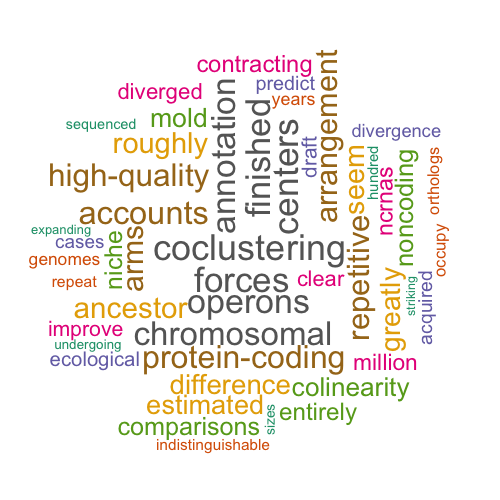 contracting
predict
diverged
years
mold
sequenced
roughly
annotation
finished
centers
draft
arrangement
divergence
high-quality
seem
hundred
ncrnas
noncoding
orthologs
accounts
expanding
cases
genomes
niche
arms
coclustering
repetitive
occupy
repeat
forces
clear
operons
greatly
striking
acquired
ancestor
improve
chromosomal
undergoing
ecological
protein-coding
million
difference
colinearity
estimated
sizes
entirely
comparisons
indistinguishable